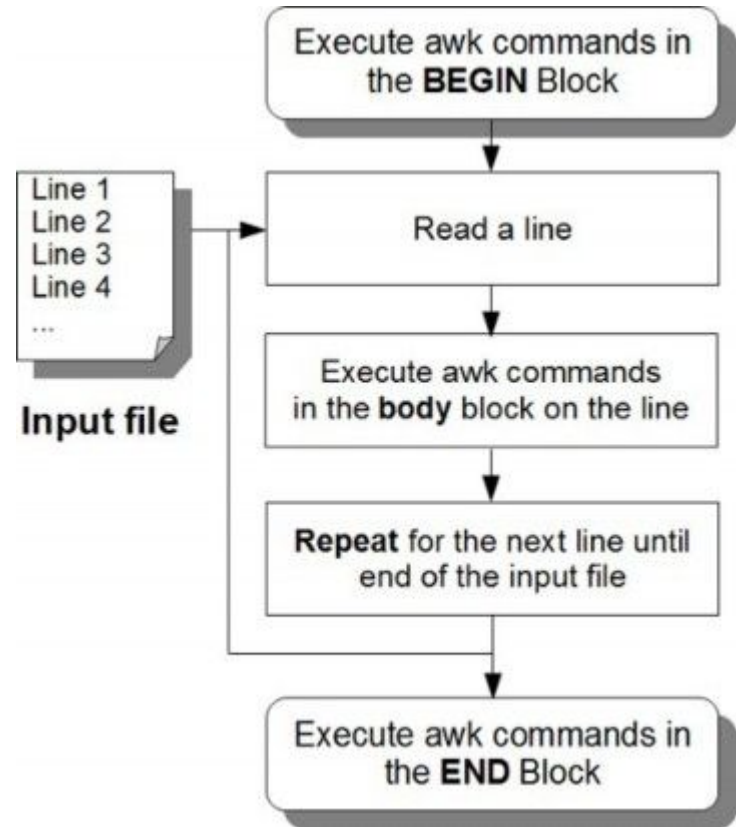 Execute awk commands in
the BEGIN Block
Line 1
Line 2
Line 3
Line 4
...
Input file
Read a line
Execute awk commands
in the body block on the line
Repeat for the next line until
end of the input file
Execute awk commands in
the END Block